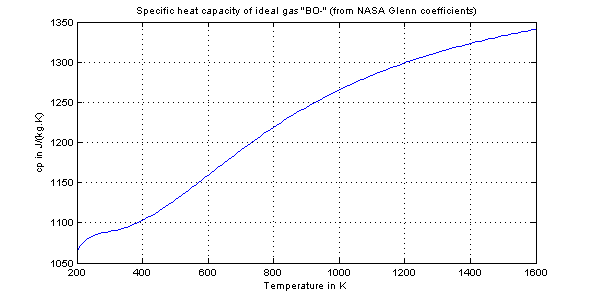 Specific heat capacity of ideal gas "BO-" (from NASA Glenn coefficients)
1350
1300
1250
1200
1150
1100
1050
cp in J/(kg.K)
200 400 600 800 1000 1200 1400 1600
Temperature in K